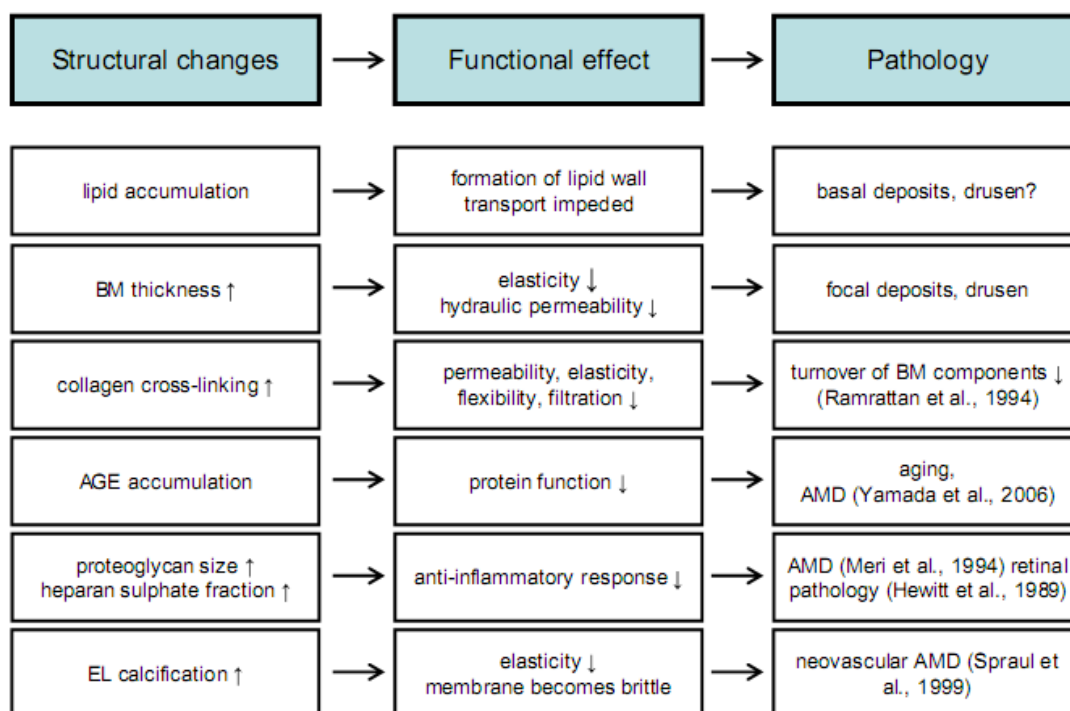 Structural changes → Functional effect → Pathology
lipid accumulation → formation of lipid wall
transport impeded → basal deposits, drusen?
BM thickness ↑ → elasticity ↓
hydraulic permeability ↓ → focal deposits, drusen
collagen cross-linking ↑ → permeability, elasticity,
flexibility, filtration ↓ → turnover of BM components ↓
(Ramrattan et al., 1994)
AGE accumulation → protein function ↓ → aging,
AMD (Yamada et al., 2006)
proteoglycan size ↑
heparan sulphate fraction ↑ → anti-inflammatory response ↓ → AMD (Meri et al., 1994) retinal
pathology (Hewitt et al., 1989)
EL calcification ↑ → elasticity ↓
membrane becomes brittle → neovascular AMD (Spraul et
al., 1999)